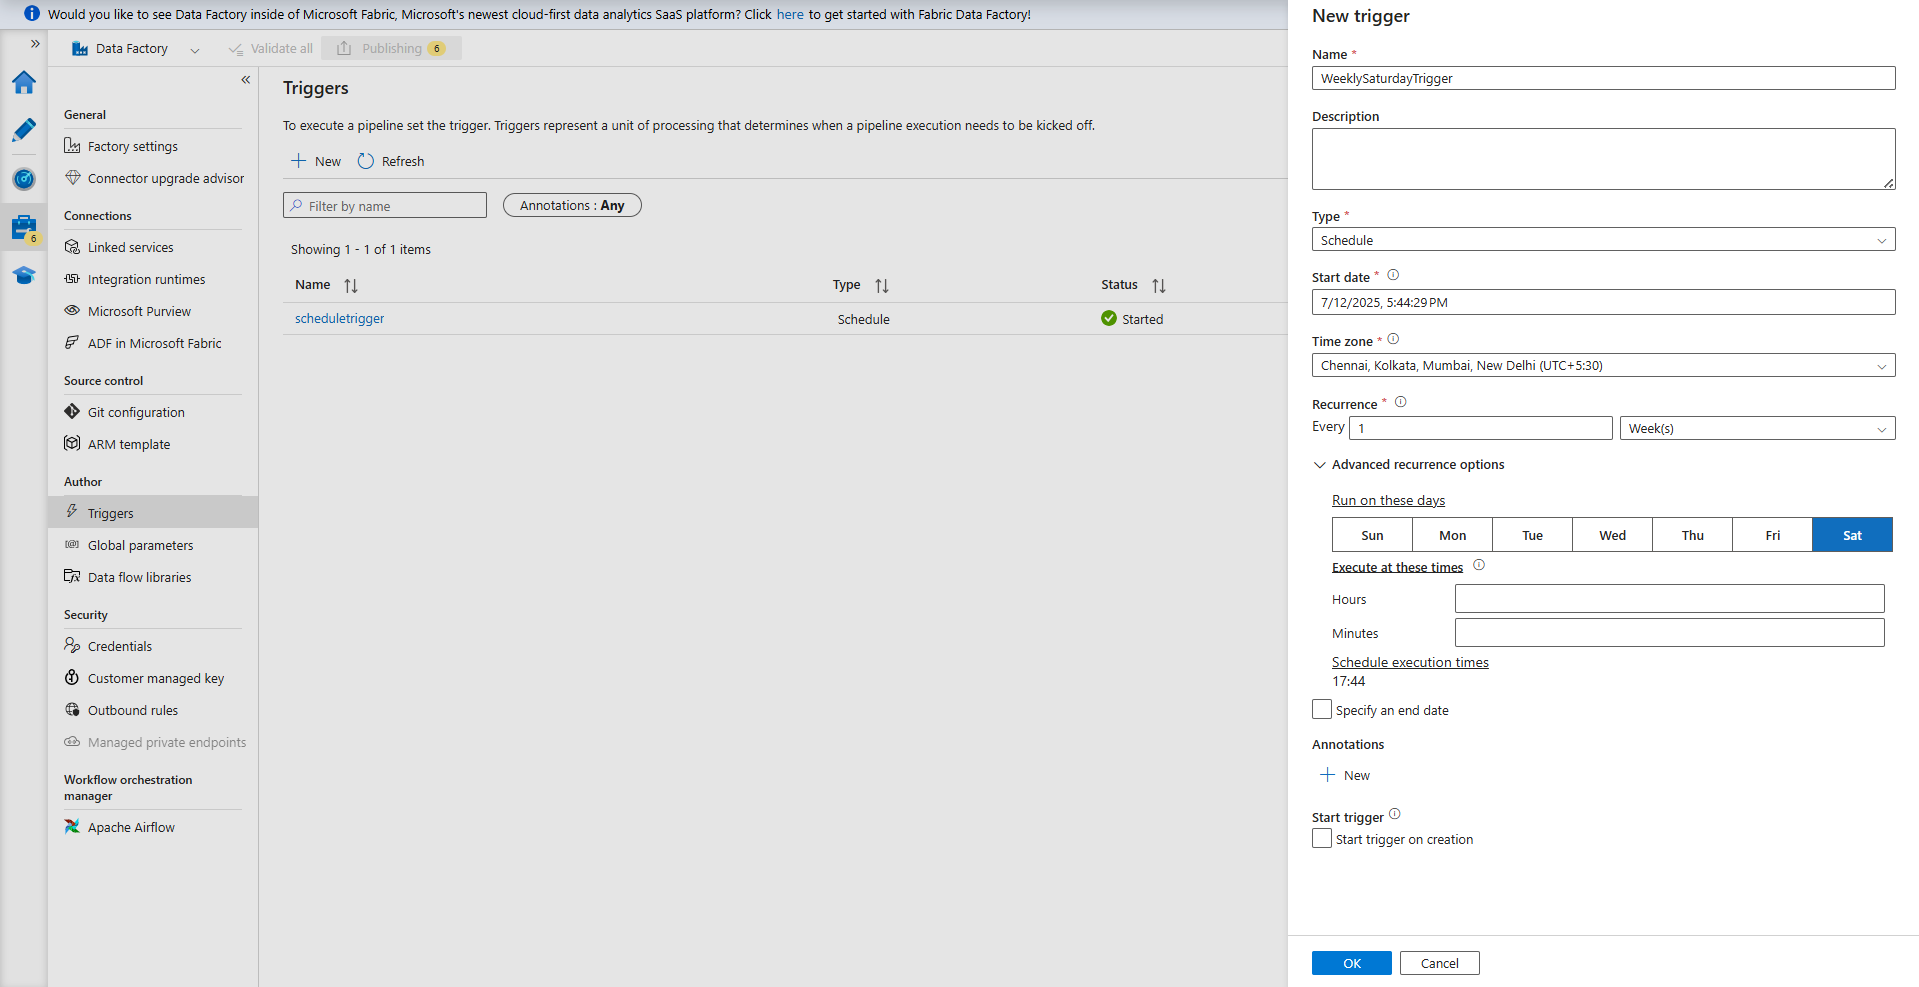 Would you like to see Data Factory inside of Microsoft Fabric, Microsoft's newest cloud-first data analytics SaaS platform? Click here to get started with Fabric Data Factory!
Data Factory
Validate all
Publishing 6
6
General
Factory settings
Connector upgrade advisor
Connections
Linked services
Integration runtimes
Microsoft Purview
ADF in Microsoft Fabric
Source control
Git configuration
ARM template
Author
Triggers
Global parameters
Data flow libraries
Security
Credentials
Customer managed key
Outbound rules
Managed private endpoints
Workflow orchestration
manager
Apache Airflow
Triggers
To execute a pipeline set the trigger. Triggers represent a unit of processing that determines when a pipeline execution needs to be kicked off.
New Refresh
Filter by name
Annotations : Any
Showing 1 - 1 of 1 items
Name Type Status
scheduletrigger Schedule Started
New trigger
Name *
WeeklySaturdayTrigger
Description
Type *
Schedule
Start date *
7/12/2025, 5:44:29 PM
Time zone *
Chennai, Kolkata, Mumbai, New Delhi (UTC+5:30)
Recurrence *
Every 1 Week(s)
Advanced recurrence options
Run on these days
Sun Mon Tue Wed Thu Fri Sat
Execute at these times
Hours
Minutes
Schedule execution times
17:44
Specify an end date
Annotations
New
Start trigger
Start trigger on creation
OK Cancel